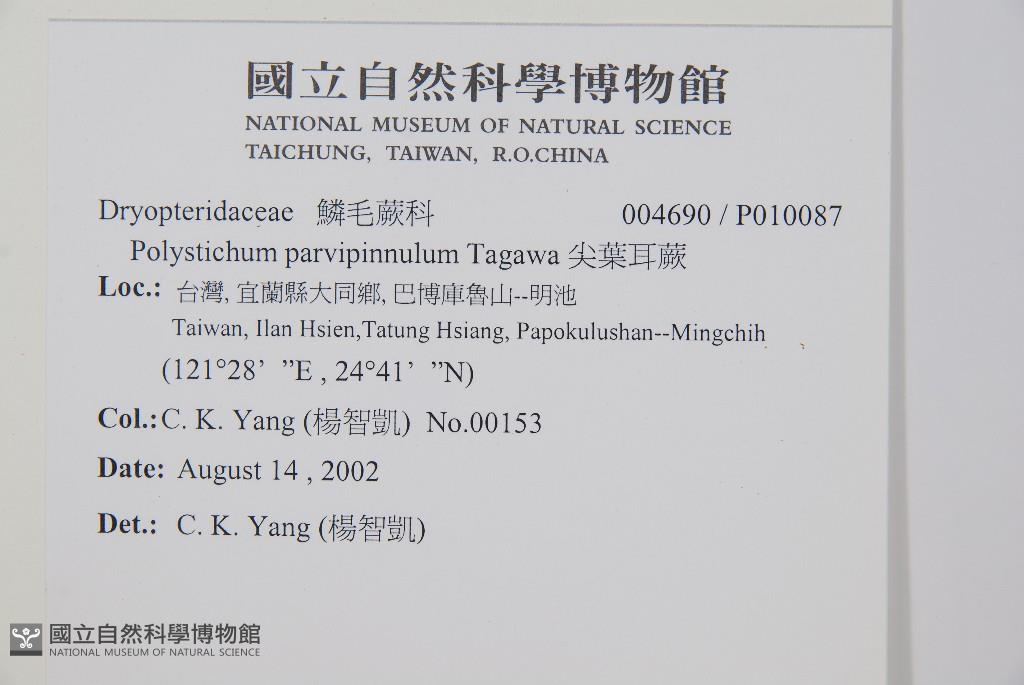 國立自然科學博物館
NATIONAL MUSEUM OF NATURAL SCIENCE
TAICHUNG, TAIWAN, R.O.CHINA
Dryopteridaceae 鱗毛蕨科 004690 / P010087
Polystichum parvipinnulum Tagawa 尖葉耳蕨
Loc.: 台灣, 宜蘭縣大同鄉, 巴博庫魯山--明池
Taiwan, Ilan Hsien,Tatung Hsiang, Papokulushan--Mingchih
(121°28’ ”E , 24°41’ ”N)
Col.: C. K. Yang (楊智凱) No.00153
Date: August 14 , 2002
Det.: C. K. Yang (楊智凱)
國立自然科學博物館
NATIONAL MUSEUM OF NATURAL SCIENCE